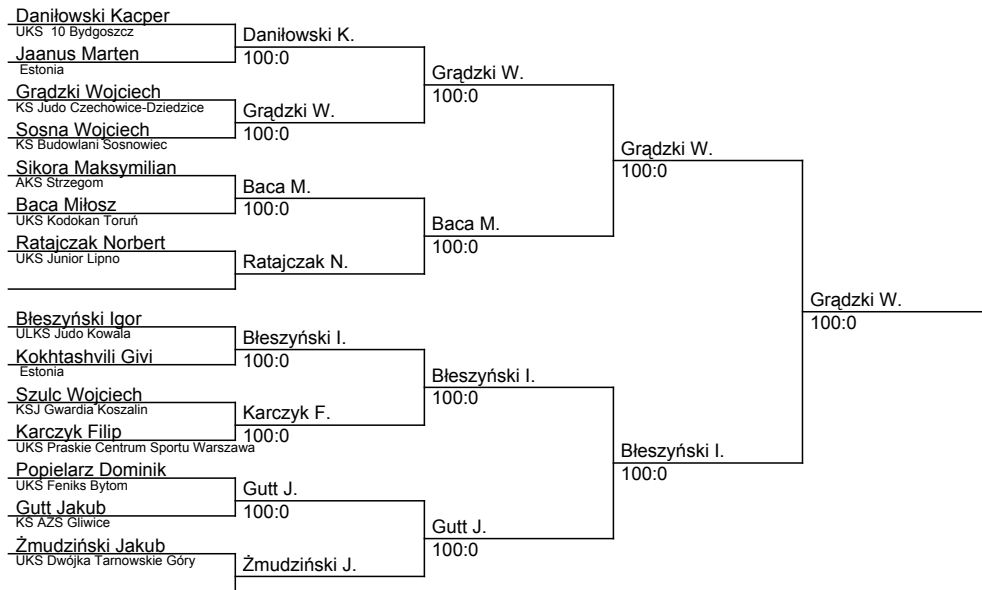 Daniłowski Kacper
UKS 10 Bydgoszcz
Jaanus Marten
Estonia
Grądzki Wojciech
KS Judo Czechowice-Dziedzice
Sosna Wojciech
KS Budowlani Sosnowiec
Sikora Maksymilian
AKS Strzegom
Baca Miłosz
UKS Kodokan Toruń
Ratajczak Norbert
UKS Junior Lipno
Błeszyński Igor
ULKS Judo Kowala
Kokhtashvili Givi
Estonia
Szulc Wojciech
KSJ Gwardia Koszalin
Karczyk Filip
UKS Praskie Centrum Sportu Warszawa
Popielarz Dominik
UKS Feniks Bytom
Gutt Jakub
KS AZS Gliwice
Żmudziński Jakub
UKS Dwójka Tarnowskie Góry
Daniłowski K.
100:0
Grądzki W.
100:0
Baca M.
100:0
Ratajczak N.
Błeszyński I.
100:0
Karczyk F.
100:0
Gutt J.
100:0
Żmudziński J.
Grądzki W.
100:0
Baca M.
100:0
Błeszyński I.
100:0
Gutt J.
100:0
Grądzki W.
100:0
Błeszyński I.
100:0
Grądzki W.
100:0